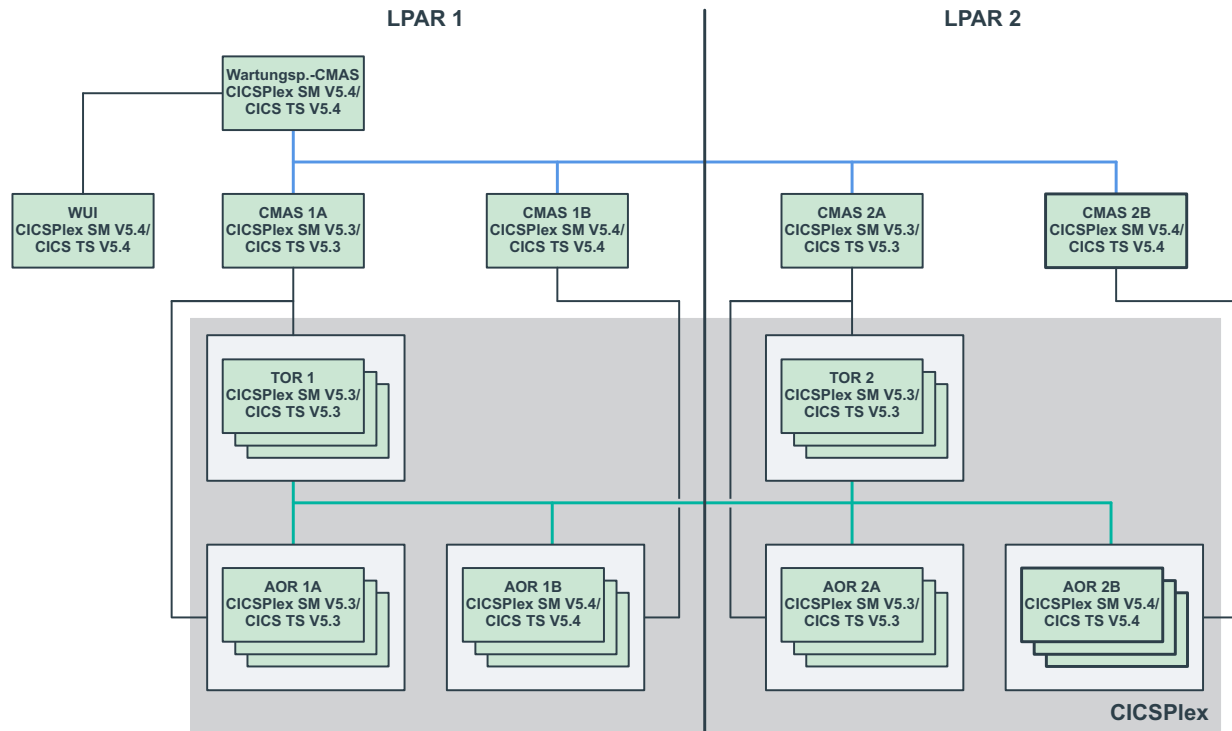 LPAR 1
LPAR 2
Wartungsp.-CMAS
CICSPlex SM V5.4/
CICS TS V5.4
WUI
CICSPlex SM V5.4/
CICS TS V5.4
CMAS 1A
CICSPlex SM V5.3/
CICS TS V5.3
CMAS 1B
CICSPlex SM V5.4/
CICS TS V5.4
CMAS 2A
CICSPlex SM V5.3/
CICS TS V5.3
CMAS 2B
CICSPlex SM V5.4/
CICS TS V5.4
TOR 1
CICSPlex SM V5.3/
CICS TS V5.3
TOR 2
CICSPlex SM V5.3/
CICS TS V5.3
AOR 1A
CICSPlex SM V5.3/
CICS TS V5.3
AOR 1B
CICSPlex SM V5.4/
CICS TS V5.4
AOR 2A
CICSPlex SM V5.3/
CICS TS V5.3
AOR 2B
CICSPlex SM V5.4/
CICS TS V5.4
CICSPlex